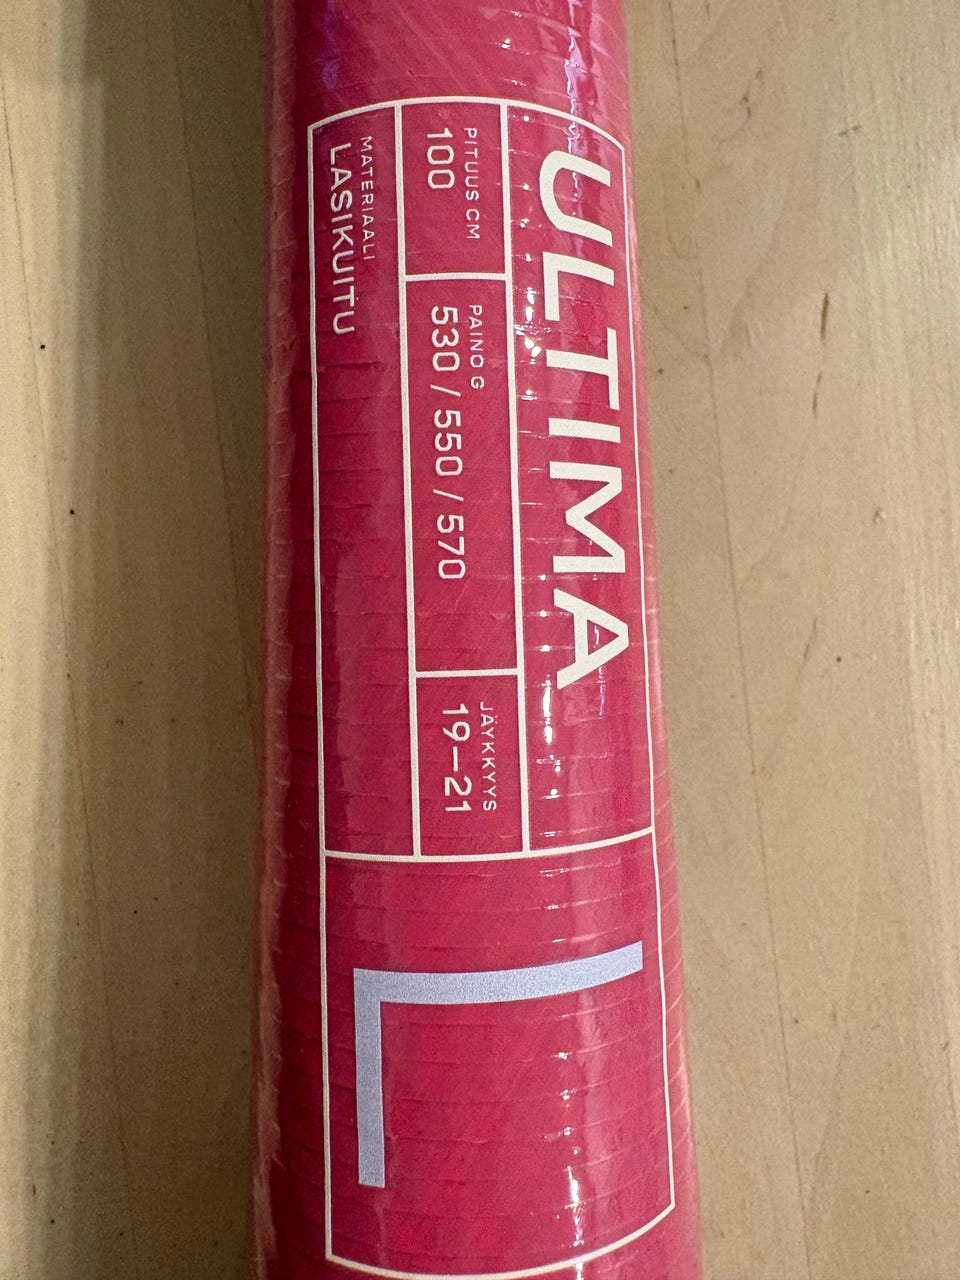 ULTIMA
PITUUS CM
100
PAINO G
530 / 550 / 570
JÄYKKYYS
19–21
MATERIAALI
LASIKUITU
L